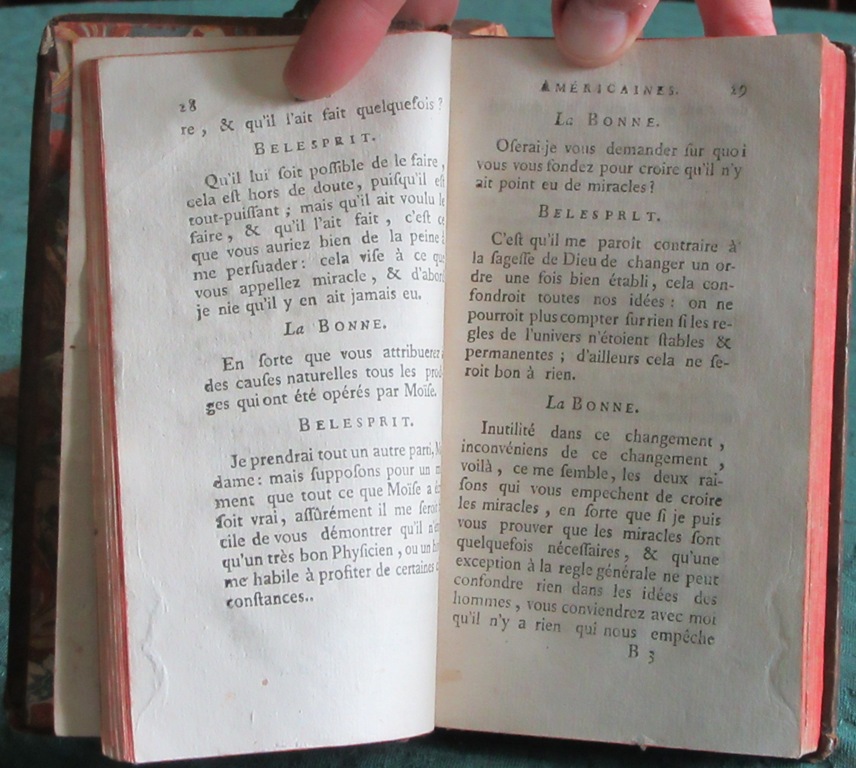 28
re, & qu'il l'ait fait quelquefois?
BELESPRIT.
Qu'il lui ſoit poſſible de le faire,
cela eſt hors de doute, puiſqu'il eſt
tout-puiſſant; mais qu'il ait voulu le
faire, & qu'il l'ait fait, c'eſt ce
que vous auriez bien de la peine à
me perſuader: cela viſe à ce que
vous appellez miracle, & d'abord
je nie qu'il y en ait jamais eu.
La BONNE.
En ſorte que vous attribuerez
des cauſes naturelles tous les prod
ges qui ont été opérés par Moïſe.
BELESPRIT.
Je prendrai tout un autre parti, M
dame: mais ſuppoſons pour un m
ment que tout ce que Moïſe a é
ſoit vrai, aſſûrément il me ſeroi
cile de vous démontrer qu'il n'é
qu'un très bon Phyſicien, ou un h
me habile à profiter de certaines c
conſtances..
AMÉRICAINES. 29
La BONNE.
Oſerai-je vous demander ſur quoi
vous vous fondez pour croire qu'il n'y
ait point eu de miracles?
BELESPRIT.
C'eſt qu'il me paroît contraire à
la ſageſſe de Dieu de changer un or-
dre une fois bien établi, cela con-
fondroit toutes nos idées: on ne
pourroit plus compter ſur rien ſi les re-
gles de l'univers n'étoient ſtables &
permanentes; d'ailleurs cela ne ſe-
roit bon à rien.
La BONNE.
Inutilité dans ce changement,
inconvéniens de ce changement,
voilà, ce me ſemble, les deux rai-
ſons qui vous empechent de croire
les miracles, en ſorte que ſi je puis
vous prouver que les miracles ſont
quelquefois néceſſaires, & qu'une
exception à la regle générale ne peut
confondre rien dans les idées des
hommes, vous conviendrez avec moi
qu'il n'y a rien qui nous empêche
B 3